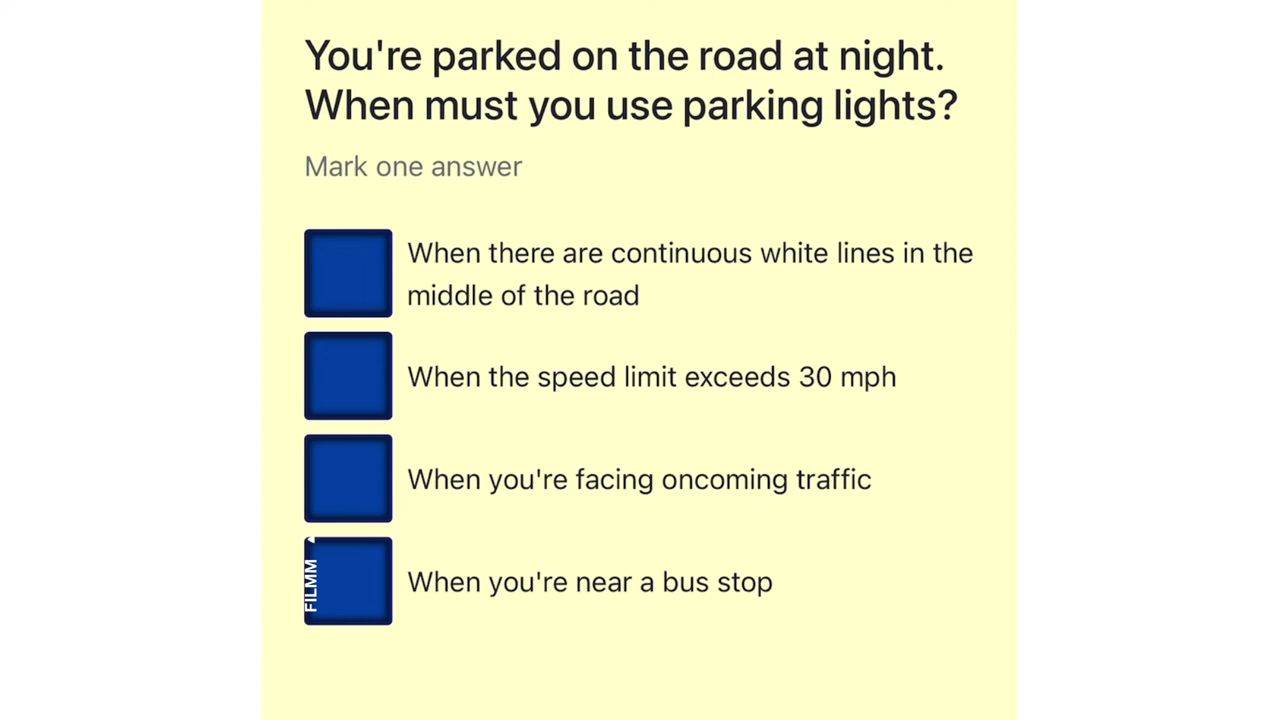 You're parked on the road at night.
When must you use parking lights?
Mark one answer
When there are continuous white lines in the
middle of the road
When the speed limit exceeds 30 mph
When you're facing oncoming traffic
When you're near a bus stop
FILMM